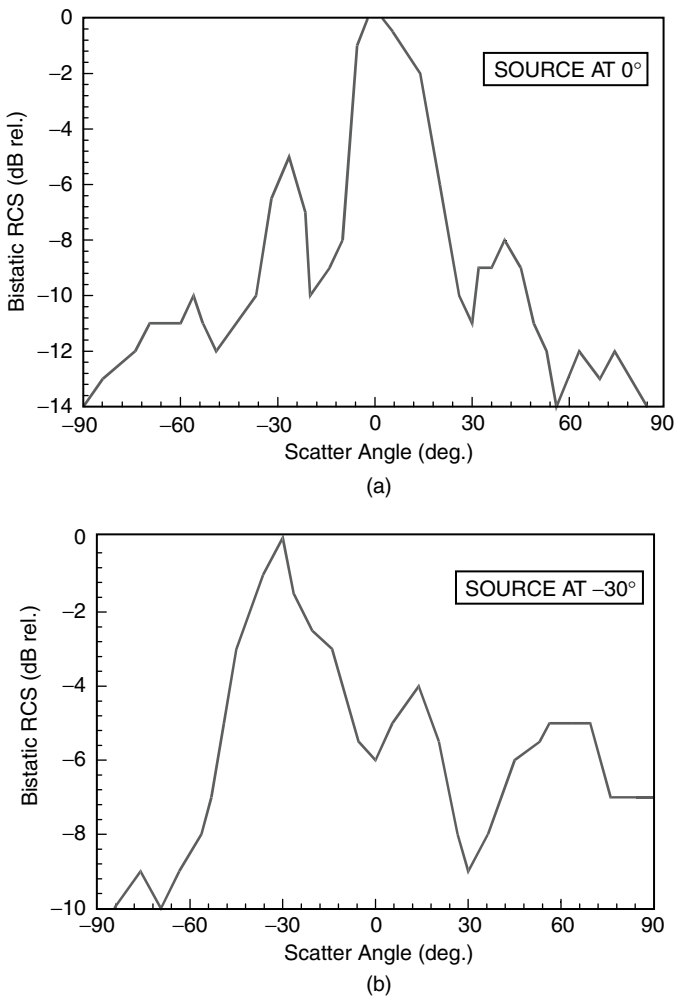 0
−2
−4
−6
−8
−10
−12
−14
Bistatic RCS (dB rel.)
SOURCE AT 0°
−90 −60 −30 0 30 60 90
Scatter Angle (deg.)
(a)
0
−2
−4
−6
−8
−10
Bistatic RCS (dB rel.)
SOURCE AT −30°
−90 −60 −30 0 30 60 90
Scatter Angle (deg.)
(b)